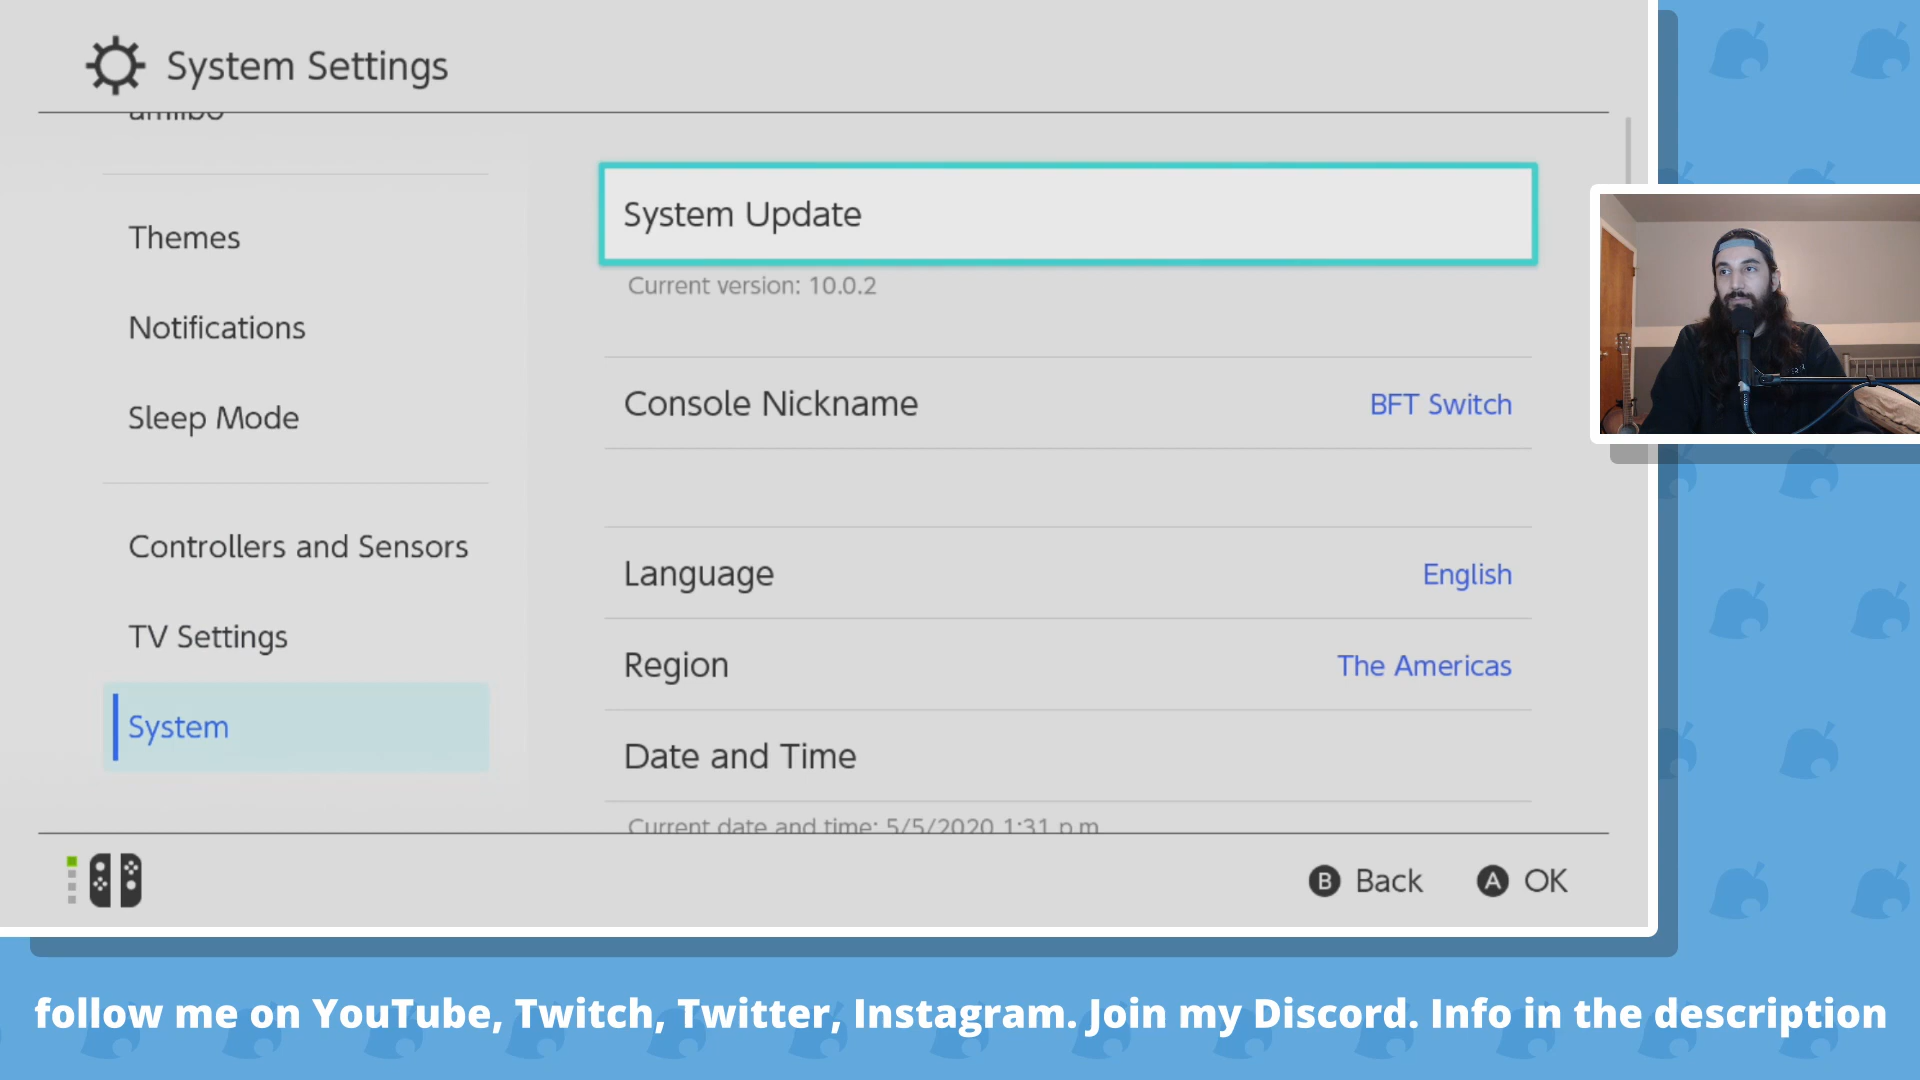 System Settings
amiibo
Themes
Notifications
Sleep Mode
Controllers and Sensors
TV Settings
System
System Update
Current version: 10.0.2
Console Nickname BFT Switch
Language English
Region The Americas
Date and Time
Current date and time: 5/5/2020 1:31 p.m.
B Back A OK
follow me on YouTube, Twitch, Twitter, Instagram. Join my Discord. Info in the description